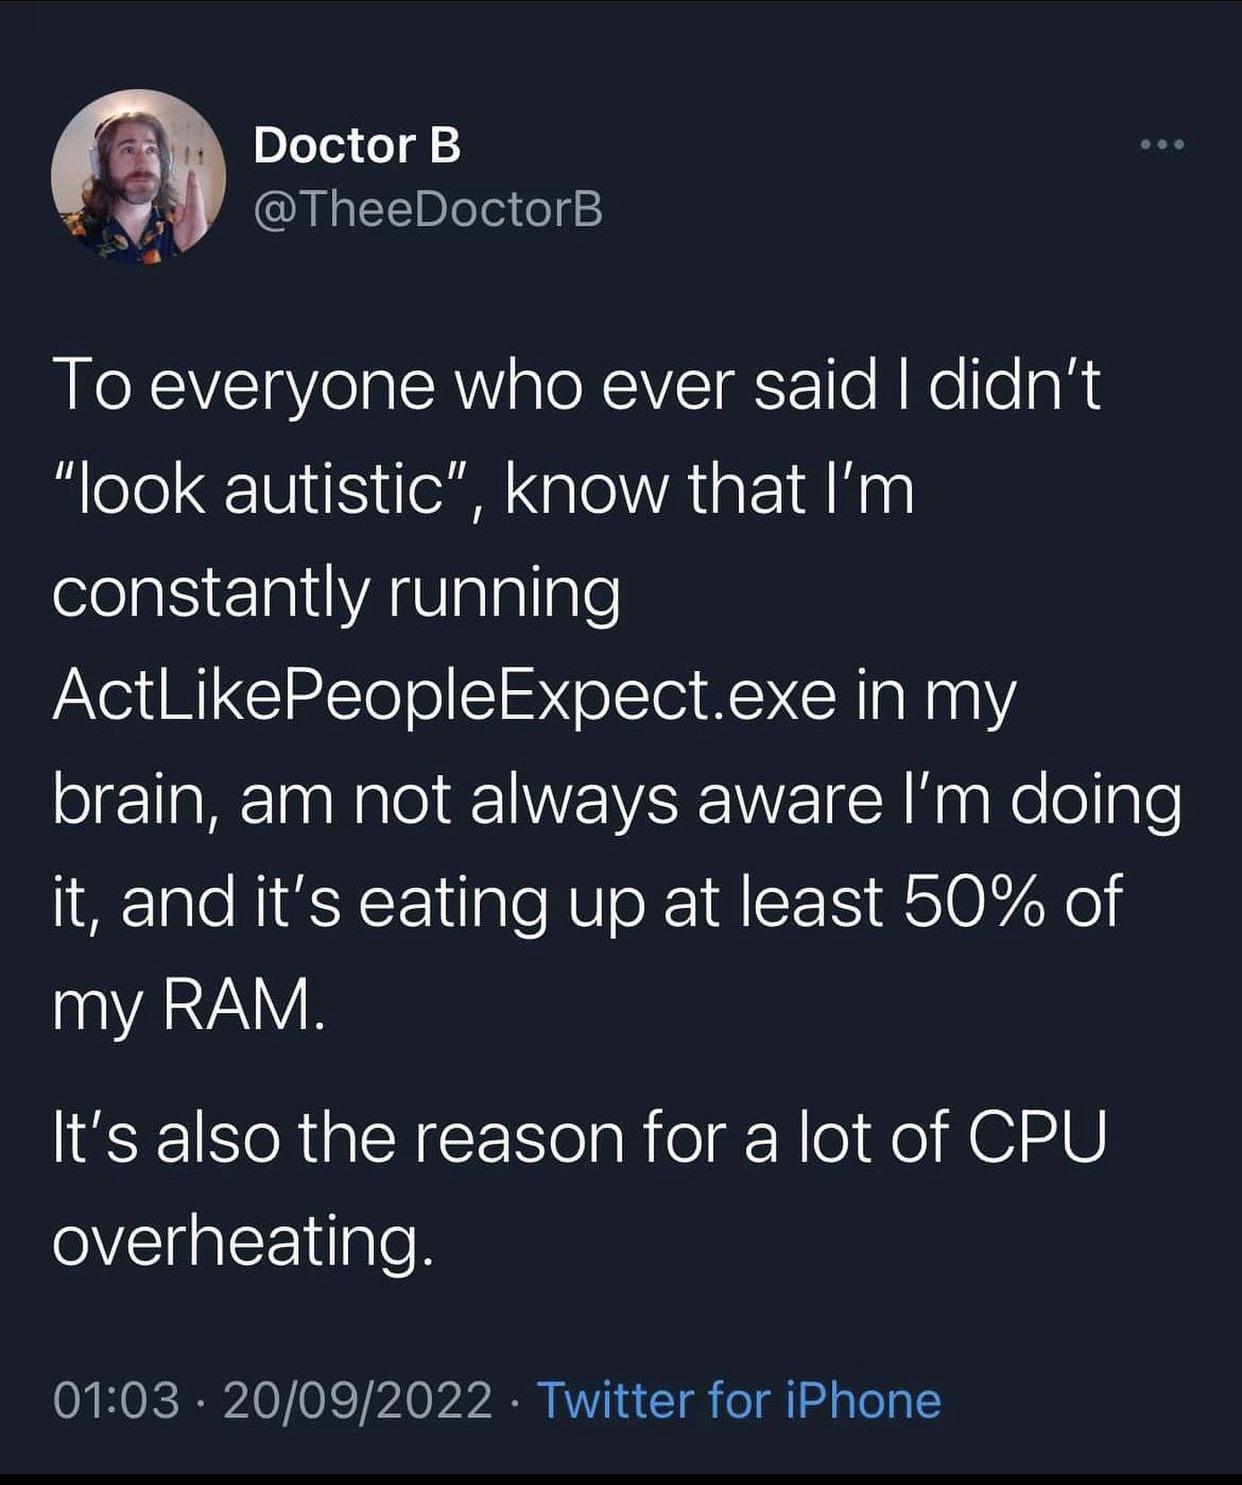 Doctor B
@TheeDoctorB
To everyone who ever said I didn’t
“look autistic”, know that I’m
constantly running
ActLikePeopleExpect.exe in my
brain, am not always aware I’m doing
it, and it’s eating up at least 50% of
my RAM.
It’s also the reason for a lot of CPU
overheating.
01:03 · 20/09/2022 · Twitter for iPhone